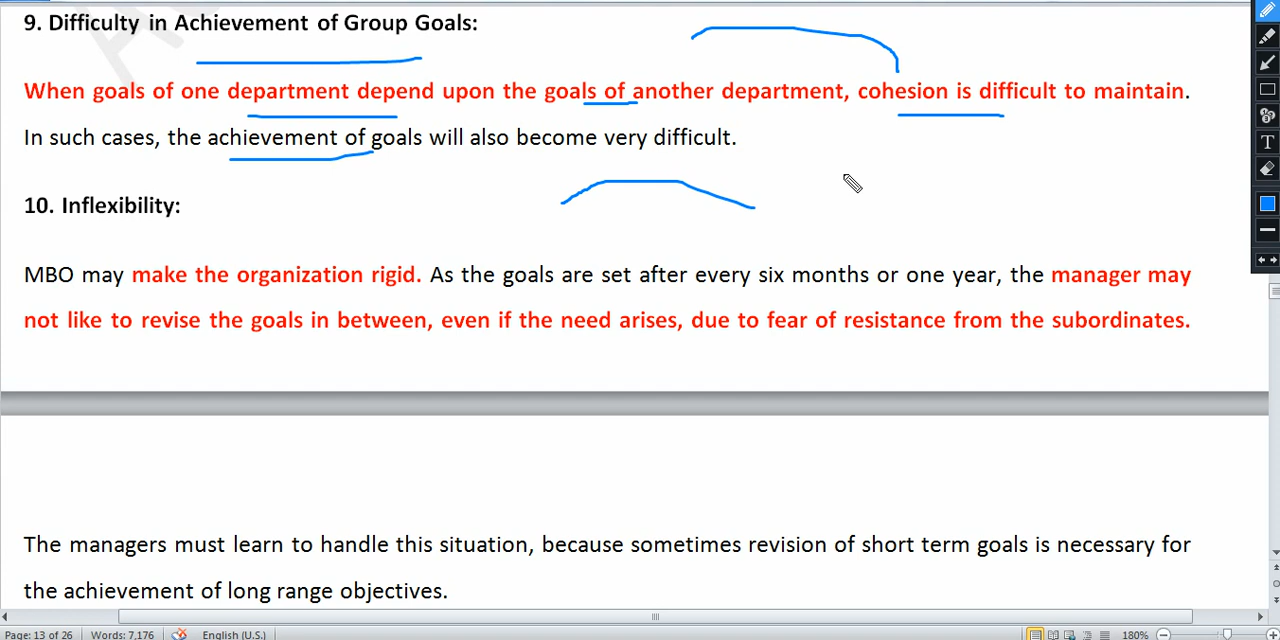 9. Difficulty in Achievement of Group Goals:
When goals of one department depend upon the goals of another department, cohesion is difficult to maintain.
In such cases, the achievement of goals will also become very difficult.
10. Inflexibility:
MBO may make the organization rigid. As the goals are set after every six months or one year, the manager may
not like to revise the goals in between, even if the need arises, due to fear of resistance from the subordinates.
The managers must learn to handle this situation, because sometimes revision of short term goals is necessary for
the achievement of long range objectives.
Page: 13 of 26 Words: 7,176 English (U.S.) 180%